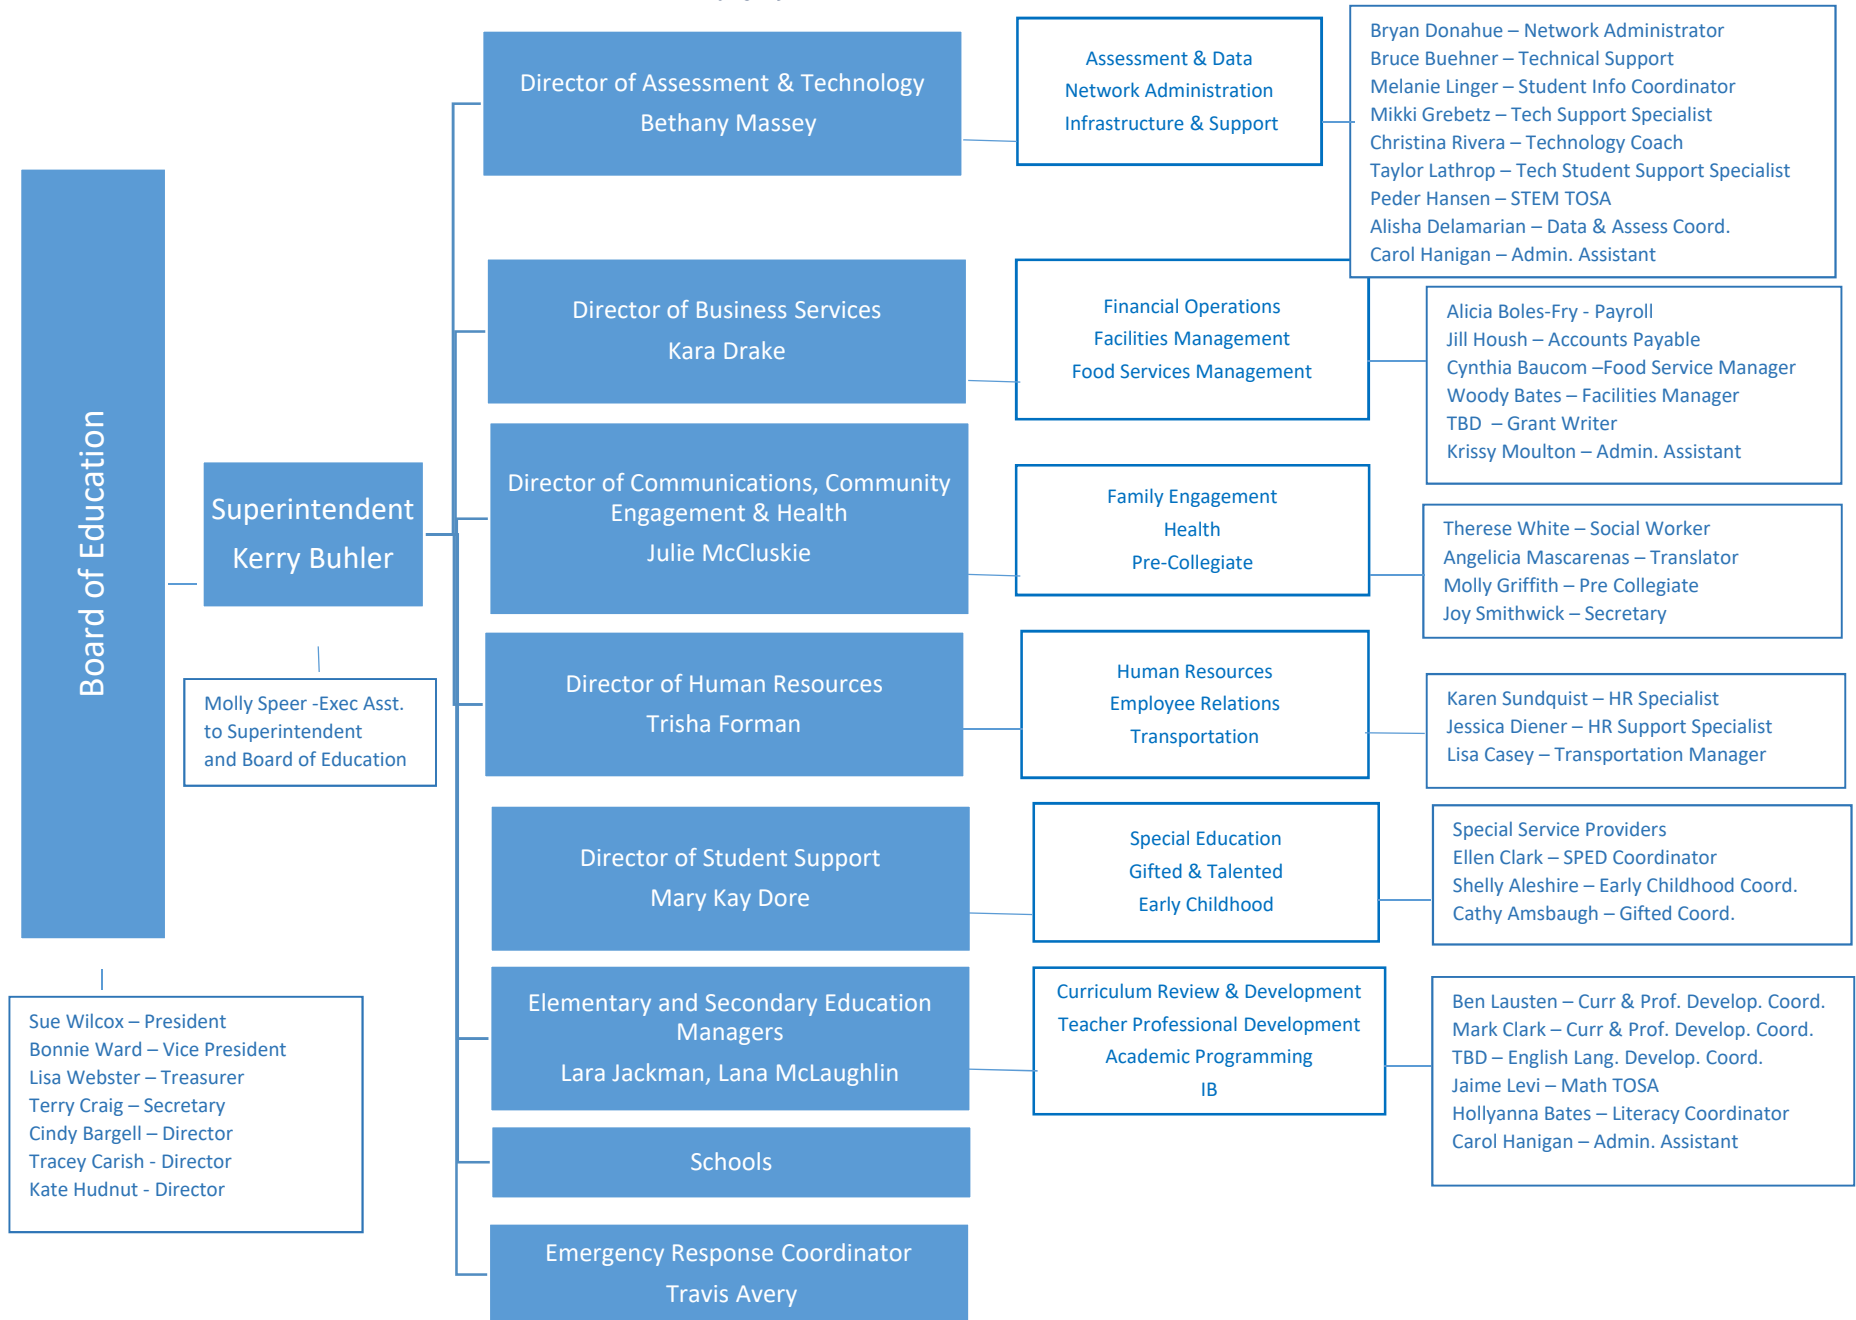 Board of Education
Sue Wilcox – President
Bonnie Ward – Vice President
Lisa Webster – Treasurer
Terry Craig – Secretary
Cindy Bargell – Director
Tracey Carish - Director
Kate Hudnut - Director
Superintendent
Kerry Buhler
Molly Speer -Exec Asst.
to Superintendent
and Board of Education
Director of Assessment & Technology
Bethany Massey
Assessment & Data
Network Administration
Infrastructure & Support
Bryan Donahue – Network Administrator
Bruce Buehner – Technical Support
Melanie Linger – Student Info Coordinator
Mikki Grebetz – Tech Support Specialist
Christina Rivera – Technology Coach
Taylor Lathrop – Tech Student Support Specialist
Peder Hansen – STEM TOSA
Alisha Delamarian – Data & Assess Coord.
Carol Hanigan – Admin. Assistant
Director of Business Services
Kara Drake
Financial Operations
Facilities Management
Food Services Management
Alicia Boles-Fry - Payroll
Jill Housh – Accounts Payable
Cynthia Baucom –Food Service Manager
Woody Bates – Facilities Manager
TBD – Grant Writer
Krissy Moulton – Admin. Assistant
Director of Communications, Community
Engagement & Health
Julie McCluskie
Family Engagement
Health
Pre-Collegiate
Therese White – Social Worker
Angelicia Mascarenas – Translator
Molly Griffith – Pre Collegiate
Joy Smithwick – Secretary
Director of Human Resources
Trisha Forman
Human Resources
Employee Relations
Transportation
Karen Sundquist – HR Specialist
Jessica Diener – HR Support Specialist
Lisa Casey – Transportation Manager
Director of Student Support
Mary Kay Dore
Special Education
Gifted & Talented
Early Childhood
Special Service Providers
Ellen Clark – SPED Coordinator
Shelly Aleshire – Early Childhood Coord.
Cathy Amsbaugh – Gifted Coord.
Elementary and Secondary Education
Managers
Lara Jackman, Lana McLaughlin
Curriculum Review & Development
Teacher Professional Development
Academic Programming
IB
Ben Lausten – Curr & Prof. Develop. Coord.
Mark Clark – Curr & Prof. Develop. Coord.
TBD – English Lang. Develop. Coord.
Jaime Levi – Math TOSA
Hollyanna Bates – Literacy Coordinator
Carol Hanigan – Admin. Assistant
Schools
Emergency Response Coordinator
Travis Avery